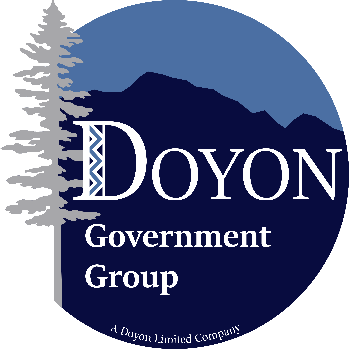 DOYON
Government
Group
A Doyon Limited Company